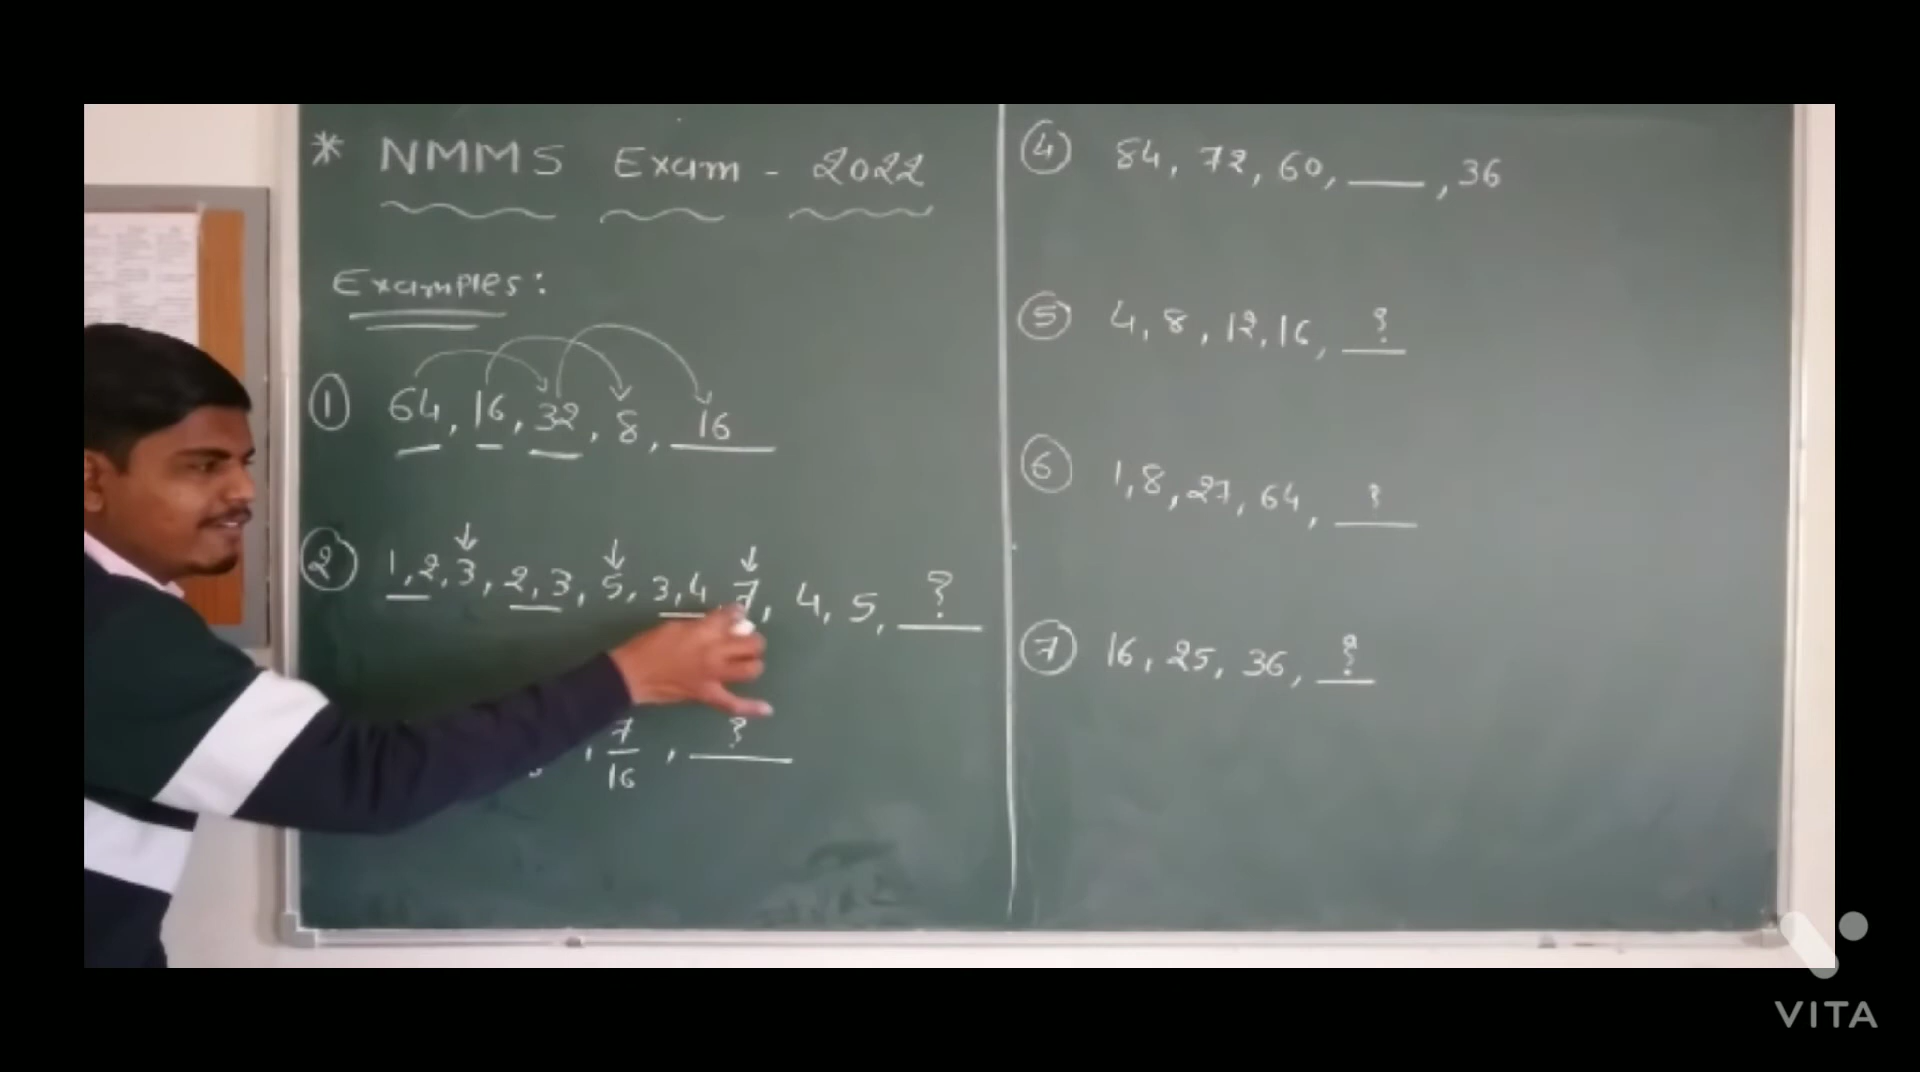 * NMMS Exam - 2022
Examples:
① 64, 16, 32, 8, 16
② 1, 2, 3, 2, 3, 5, 3, 4, 7, 4, 5, ?
, 7/16, ?
④ 84, 72, 60, ___, 36
⑤ 4, 8, 12, 16, ?
⑥ 1, 8, 27, 64, ?
⑦ 16, 25, 36, ?
VITA